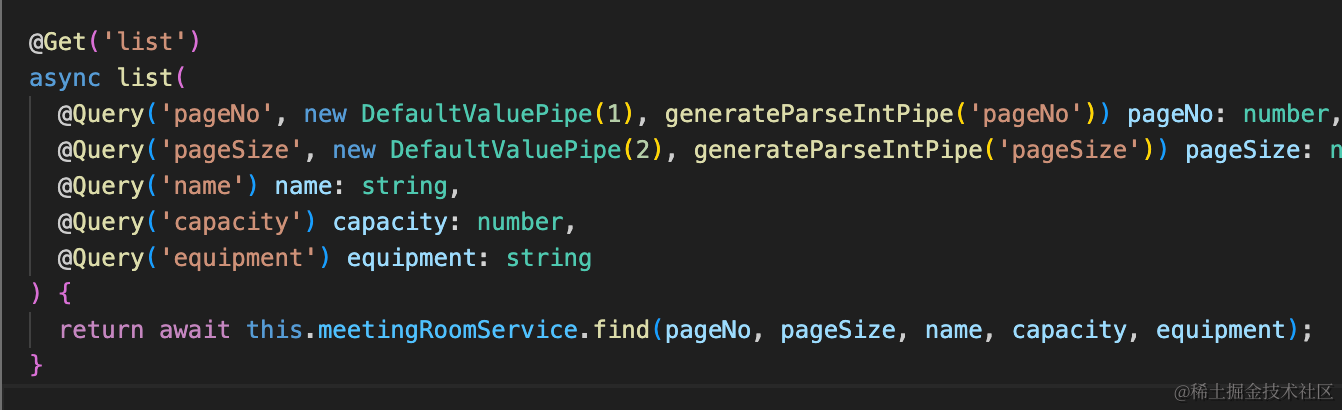 @Get('list')
async list(
@Query('pageNo', new DefaultValuePipe(1), generateParseIntPipe('pageNo')) pageNo: number,
@Query('pageSize', new DefaultValuePipe(2), generateParseIntPipe('pageSize')) pageSize: n
@Query('name') name: string,
@Query('capacity') capacity: number,
@Query('equipment') equipment: string
) {
return await this.meetingRoomService.find(pageNo, pageSize, name, capacity, equipment);
}
@稀土掘金技术社区